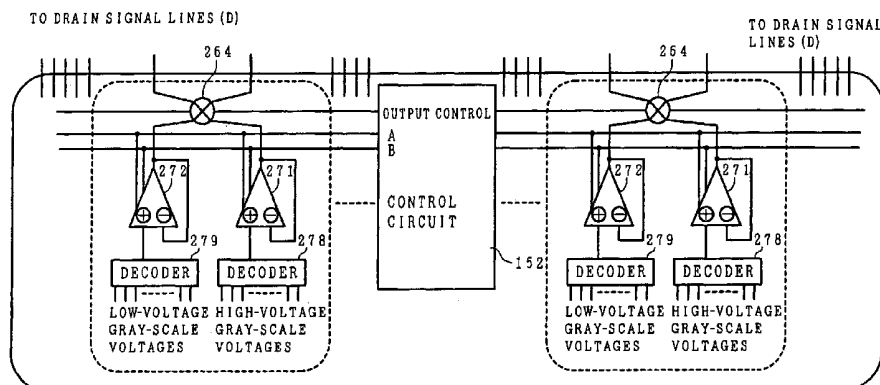 TO DRAIN SIGNAL LINES (D)
TO DRAIN SIGNAL
LINES (D)
264
264
OUTPUT CONTROL
A
B
272
271
272
271
CONTROL
CIRCUIT
279
278
152
279
278
DECODER
DECODER
DECODER
DECODER
LOW-VOLTAGE
GRAY-SCALE
VOLTAGES
HIGH-VOLTAGE
GRAY-SCALE
VOLTAGES
LOW-VOLTAGE
GRAY-SCALE
VOLTAGES
HIGH-VOLTAGE
GRAY-SCALE
VOLTAGES